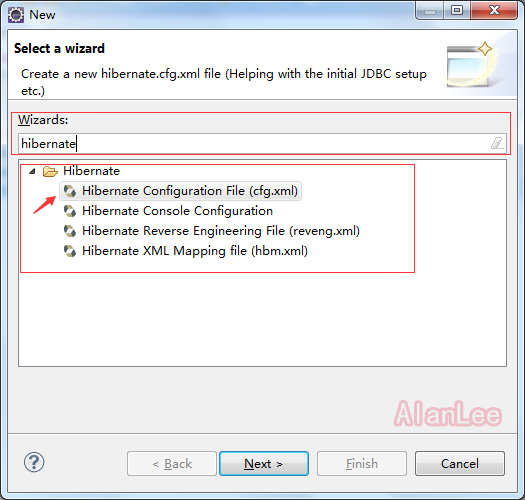 New
Select a wizard
Create a new hibernate.cfg.xml file (Helping with the initial JDBC setup
etc.)
Wizards:
hibernate
Hibernate
Hibernate Configuration File (cfg.xml)
Hibernate Console Configuration
Hibernate Reverse Engineering File (reveng.xml)
Hibernate XML Mapping file (hbm.xml)
AlanLee
? < Back Next > Finish Cancel